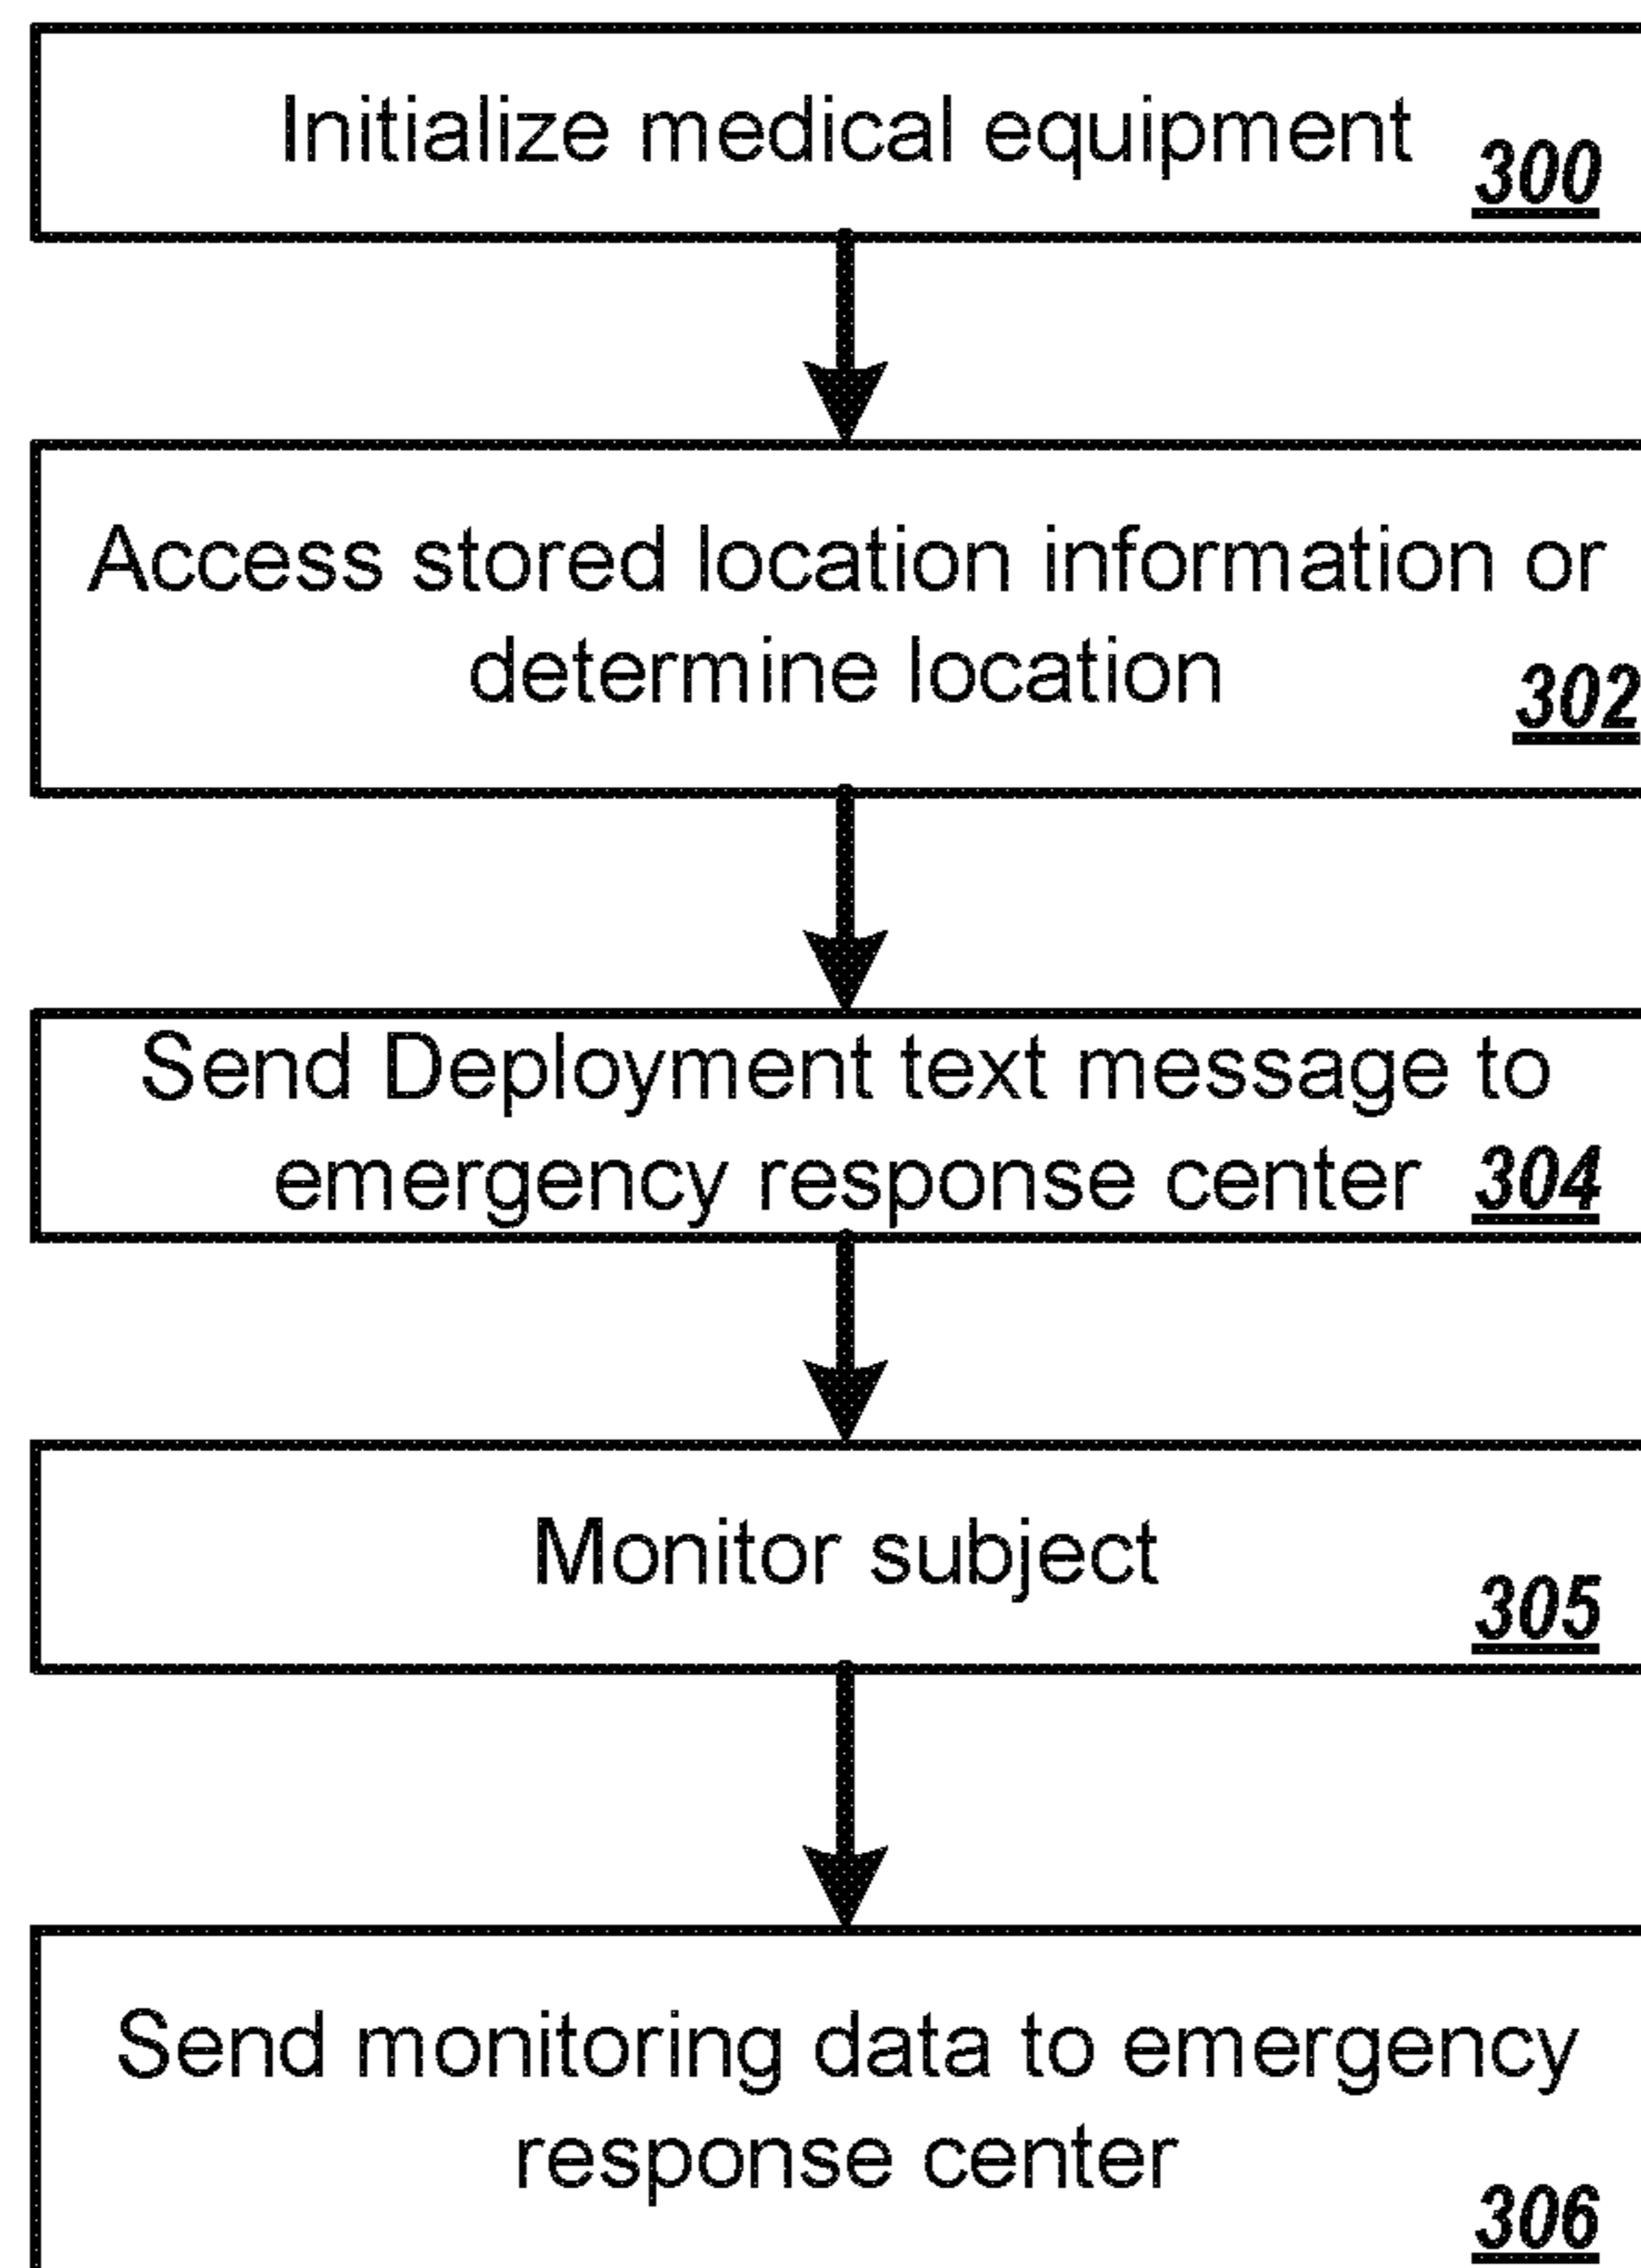 Initialize medical equipment 300
Access stored location information or
determine location 302
Send Deployment text message to
emergency response center 304
Monitor subject 305
Send monitoring data to emergency
response center 306